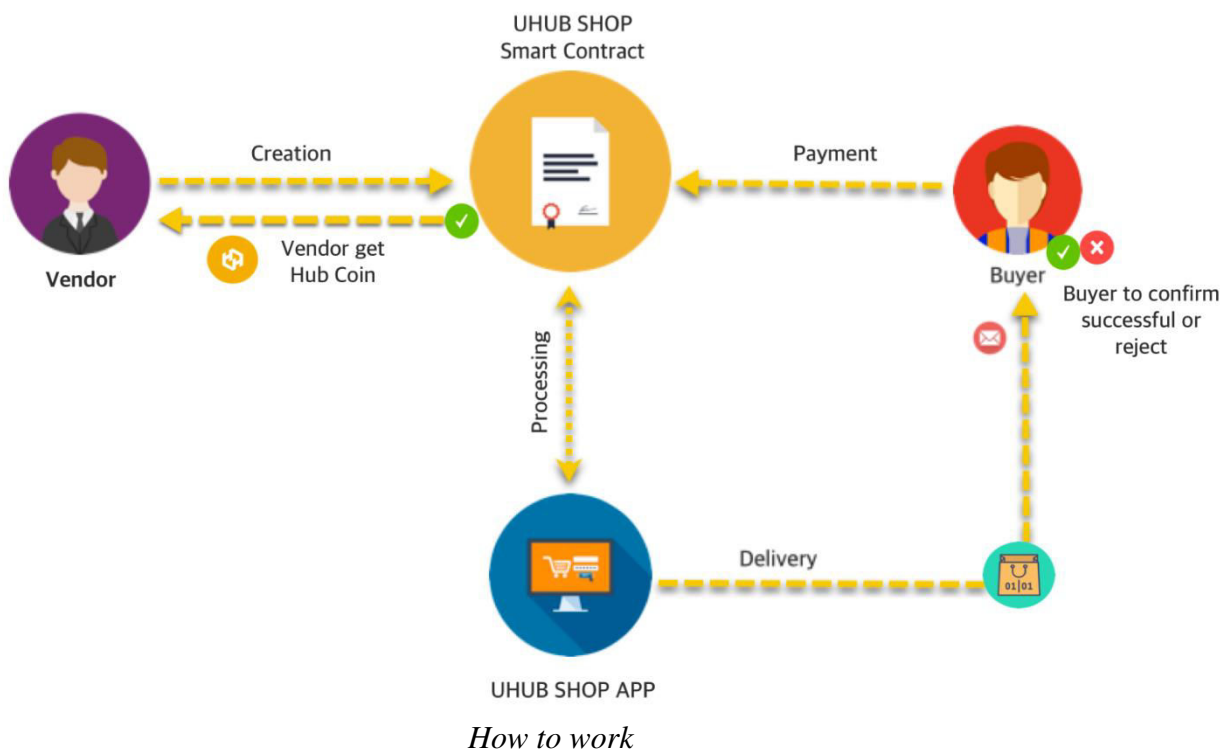 UHUB SHOP
Smart Contract
Creation
Payment
Vendor get
Hub Coin
Vendor
Buyer
Buyer to confirm
successful or
reject
Processing
Delivery
01|01
UHUB SHOP APP
How to work